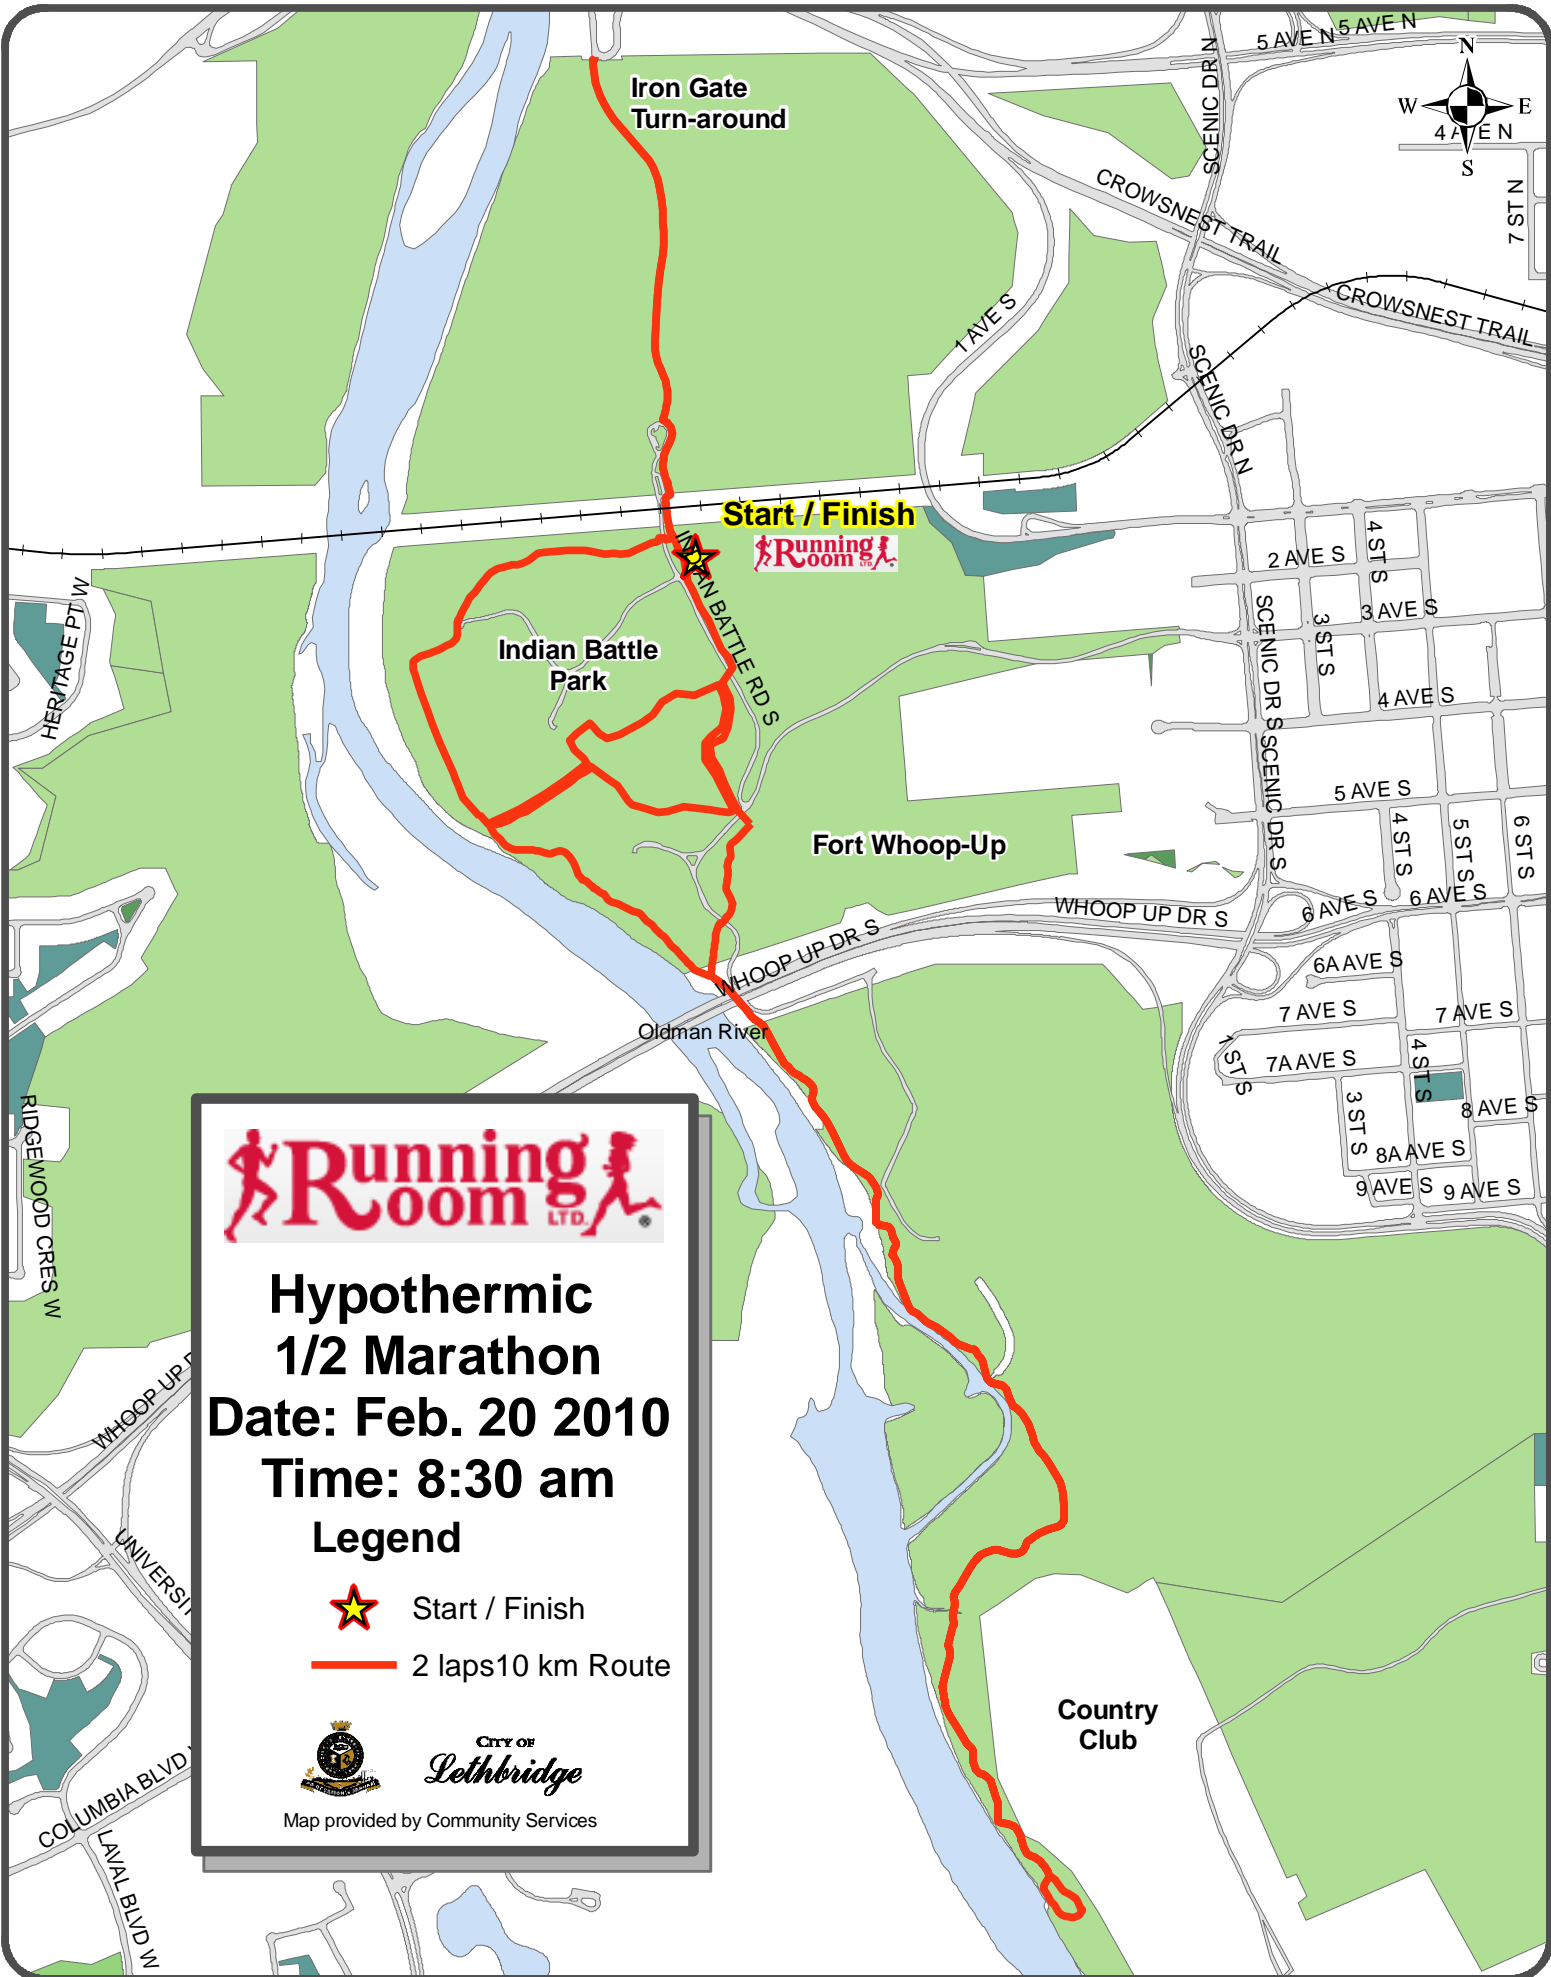 5 AVE N
5 AVE N
SCENIC DR N
N
W
E
S
4 AVE N
7 ST N
Iron Gate
Turn-around
CROWSNEST TRAIL
CROWSNEST TRAIL
1 AVE S
SCENIC DR N
Start / Finish
Running
Room LTD.
INDIAN BATTLE RD S
2 AVE S
4 ST S
3 AVE S
3 ST S
SCENIC DR S
HERITAGE PT W
Indian Battle
Park
4 AVE S
SCENIC DR S
5 AVE S
4 ST S
5 ST S
6 ST S
Fort Whoop-Up
WHOOP UP DR S
WHOOP UP DR S
6 AVE S
6 AVE S
6A AVE S
7 AVE S
7 AVE S
Oldman River
1 ST S
7A AVE S
4 ST S
3 ST S
8 AVE S
8A AVE S
9 AVE S
9 AVE S
RIDGEWOOD CRES W
Running
Room LTD.
®
Hypothermic
1/2 Marathon
Date: Feb. 20 2010
Time: 8:30 am
Legend
Start / Finish
2 laps10 km Route
CITY OF
Lethbridge
Map provided by Community Services
WHOOP UP D
UNIVERSIT
COLUMBIA BLVD
LAVAL BLVD W
Country
Club